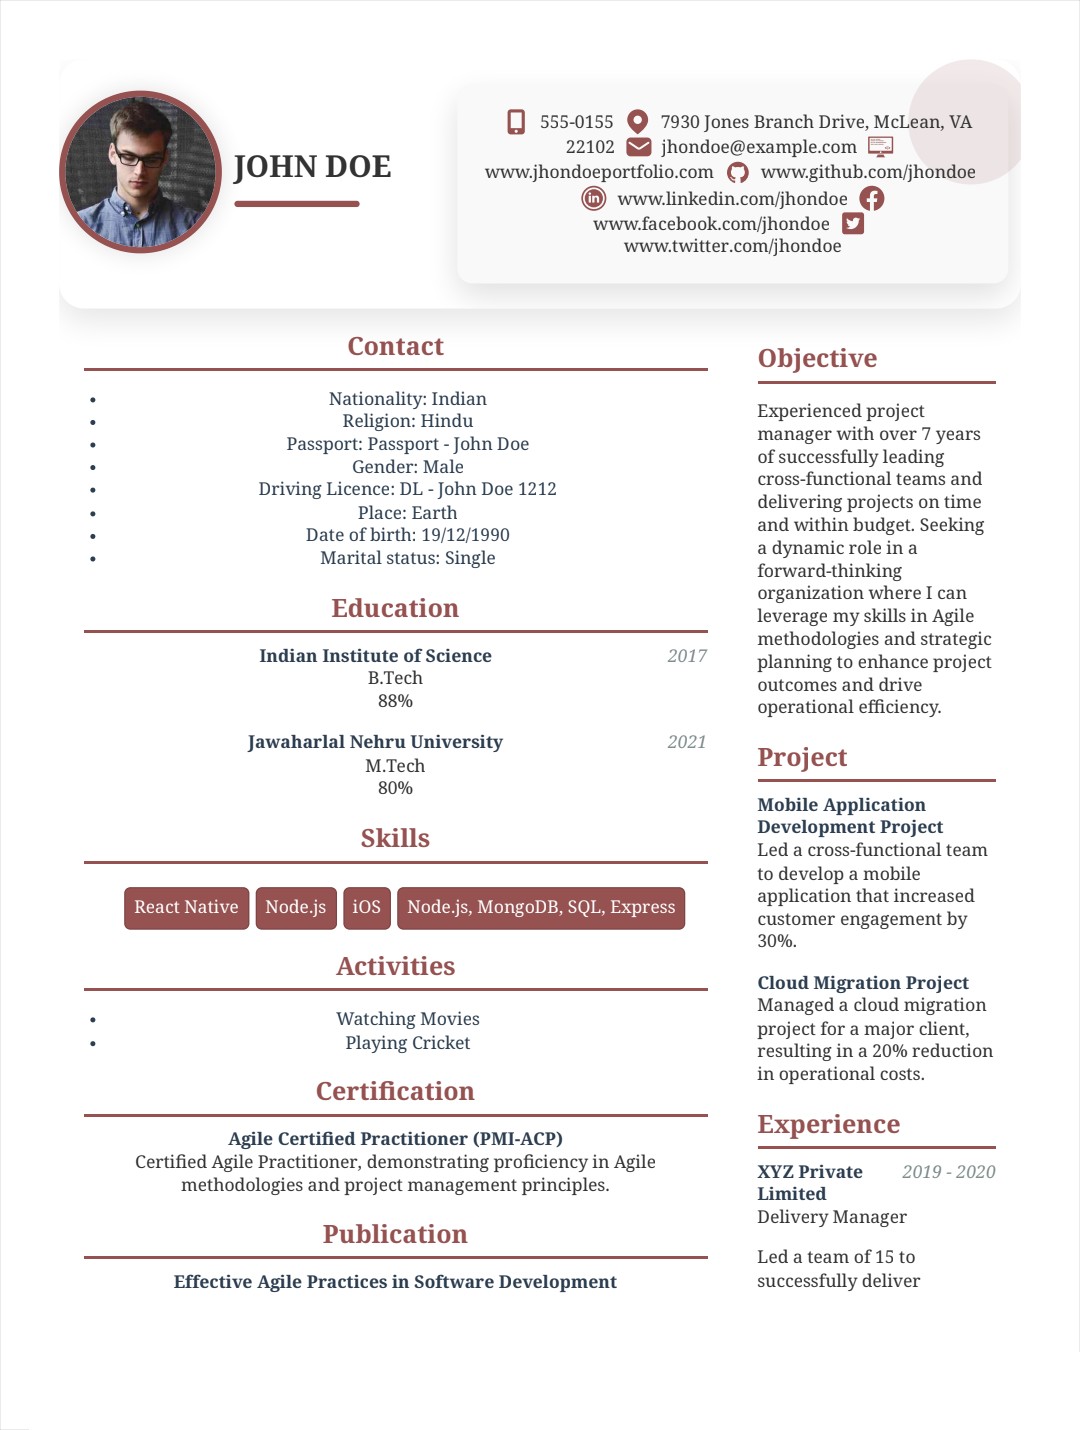 JOHN DOE
555-0155 7930 Jones Branch Drive, McLean, VA
22102 jhondoe@example.com
www.jhondoeportfolio.com www.github.com/jhondoe
www.linkedin.com/jhondoe
www.facebook.com/jhondoe
www.twitter.com/jhondoe
Contact
• Nationality: Indian
• Religion: Hindu
• Passport: Passport - John Doe
• Gender: Male
• Driving Licence: DL - John Doe 1212
• Place: Earth
• Date of birth: 19/12/1990
• Marital status: Single
Education
Indian Institute of Science 2017
B.Tech
88%
Jawaharlal Nehru University 2021
M.Tech
80%
Skills
React Native Node.js iOS Node.js, MongoDB, SQL, Express
Activities
• Watching Movies
• Playing Cricket
Certification
Agile Certified Practitioner (PMI-ACP)
Certified Agile Practitioner, demonstrating proficiency in Agile
methodologies and project management principles.
Publication
Effective Agile Practices in Software Development
Objective
Experienced project
manager with over 7 years
of successfully leading
cross-functional teams and
delivering projects on time
and within budget. Seeking
a dynamic role in a
forward-thinking
organization where I can
leverage my skills in Agile
methodologies and strategic
planning to enhance project
outcomes and drive
operational efficiency.
Project
Mobile Application
Development Project
Led a cross-functional team
to develop a mobile
application that increased
customer engagement by
30%.
Cloud Migration Project
Managed a cloud migration
project for a major client,
resulting in a 20% reduction
in operational costs.
Experience
XYZ Private 2019 - 2020
Limited
Delivery Manager
Led a team of 15 to
successfully deliver